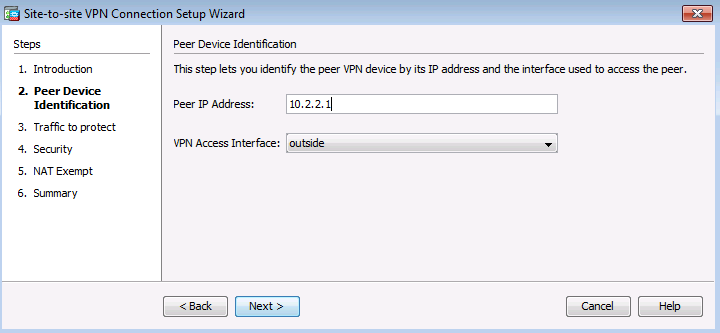 Site-to-site VPN Connection Setup Wizard
Steps
1. Introduction
2. Peer Device
Identification
3. Traffic to protect
4. Security
5. NAT Exempt
6. Summary
Peer Device Identification
This step lets you identify the peer VPN device by its IP address and the interface used to access the peer.
Peer IP Address: 10.2.2.1
VPN Access Interface: outside
< Back Next > Cancel Help